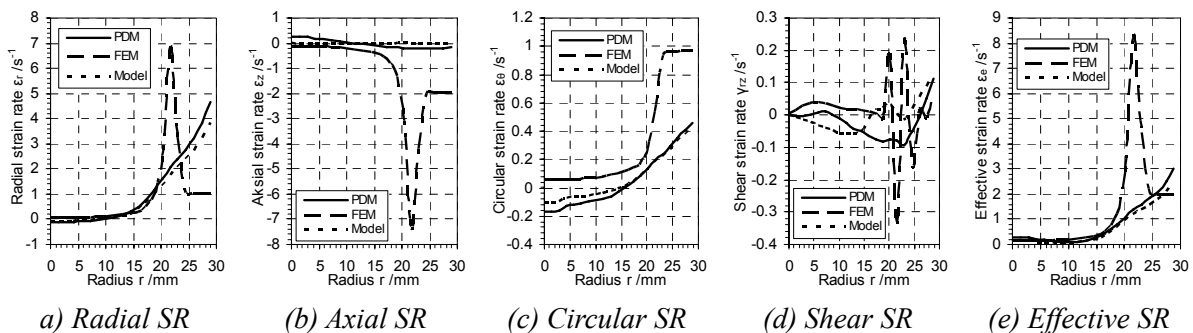 Radial strain rate εr /s-1
8
7
6
5
4
3
2
1
0
-1
PDM
FEM
Model
0 5 10 15 20 25 30
Radius r /mm
a) Radial SR
Aksial strain rate εz /s-1
1
0
-1
-2
-3
-4
-5
-6
-7
-8
PDM
FEM
Model
0 5 10 15 20 25 30
Radius r /mm
(b) Axial SR
Circular strain rate εθ /s-1
1.2
1
0.8
0.6
0.4
0.2
0
-0.2
-0.4
PDM
FEM
Model
0 5 10 15 20 25 30
Radius r /mm
(c) Circular SR
Shear strain rate γrz /s-1
0.3
0.2
0.1
0
-0.1
-0.2
-0.3
-0.4
PDM
FEM
Model
0 5 10 15 20 25 30
Radius r /mm
(d) Shear SR
Effective strain rate εe /s-1
9
8
7
6
5
4
3
2
1
0
PDM
FEM
Model
0 5 10 15 20 25 30
Radius r /mm
(e) Effective SR